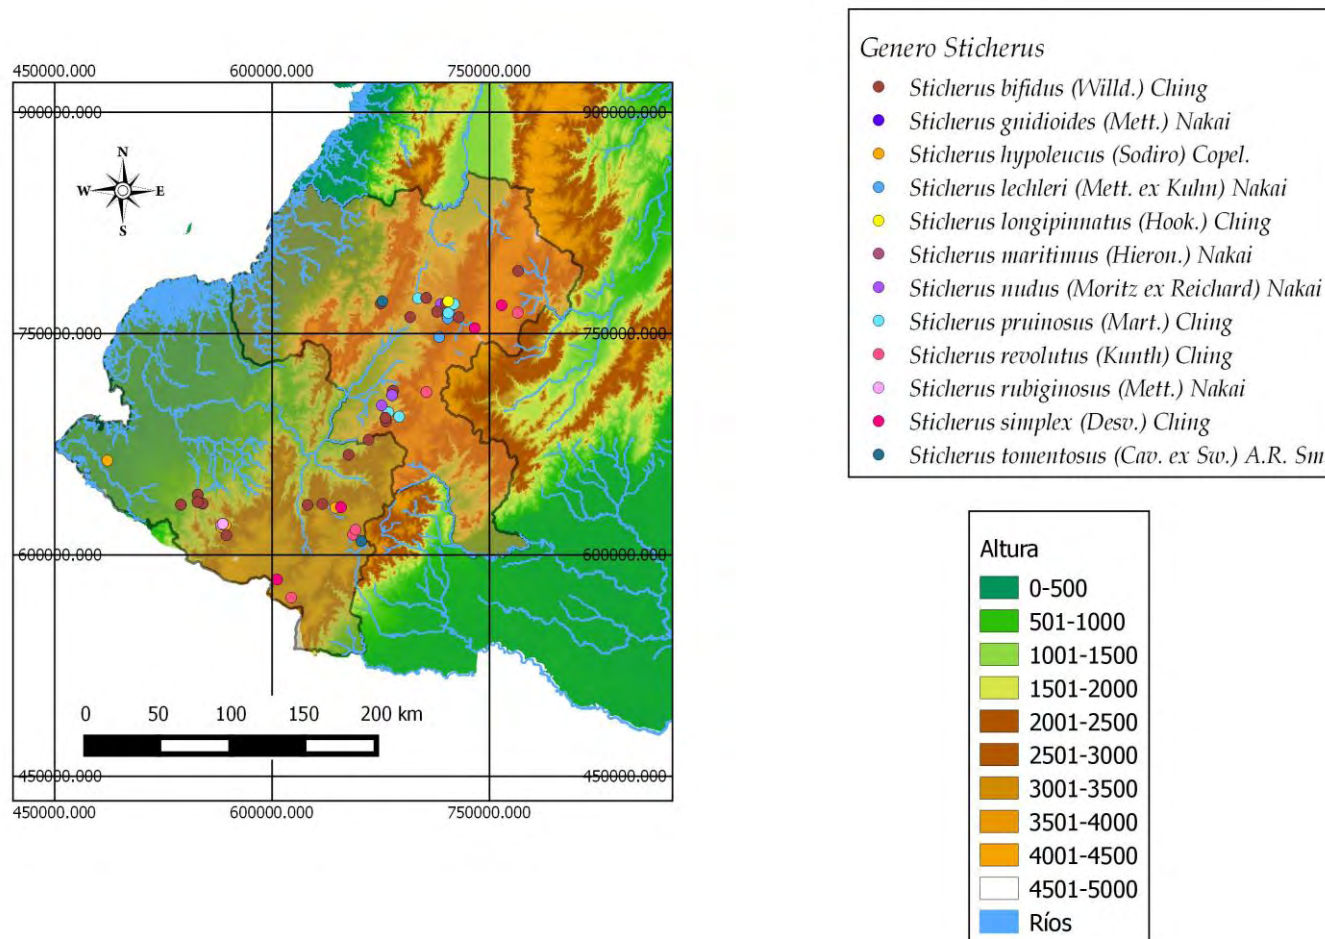 450000.000 600000.000 750000.000
900000.000 900000.000
N
W E
S
750000.000 750000.000
600000.000 600000.000
0 50 100 150 200 km
450000.000 450000.000
450000.000 600000.000 750000.000
Genero Sticherus
Sticherus bifidus (Willd.) Ching
Sticherus gnidioides (Mett.) Nakai
Sticherus hypoleucus (Sodiro) Copel.
Sticherus lechleri (Mett. ex Kuhn) Nakai
Sticherus longipinnatus (Hook.) Ching
Sticherus maritimus (Hieron.) Nakai
Sticherus nudus (Moritz ex Reichard) Nakai
Sticherus pruinosus (Mart.) Ching
Sticherus revolutus (Kunth) Ching
Sticherus rubiginosus (Mett.) Nakai
Sticherus simplex (Desv.) Ching
Sticherus tomentosus (Cav. ex Sw.) A.R. Sm
Altura
0-500
501-1000
1001-1500
1501-2000
2001-2500
2501-3000
3001-3500
3501-4000
4001-4500
4501-5000
Ríos